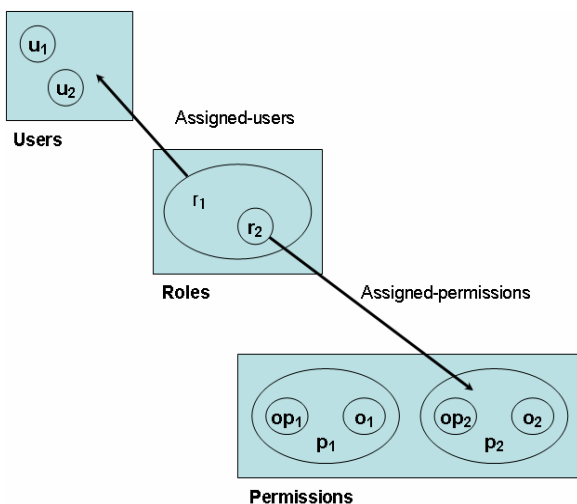 u₁
u₂
Users
Assigned-users
r₁
r₂
Roles
Assigned-permissions
op₁ o₁ op₂ o₂
p₁ p₂
Permissions